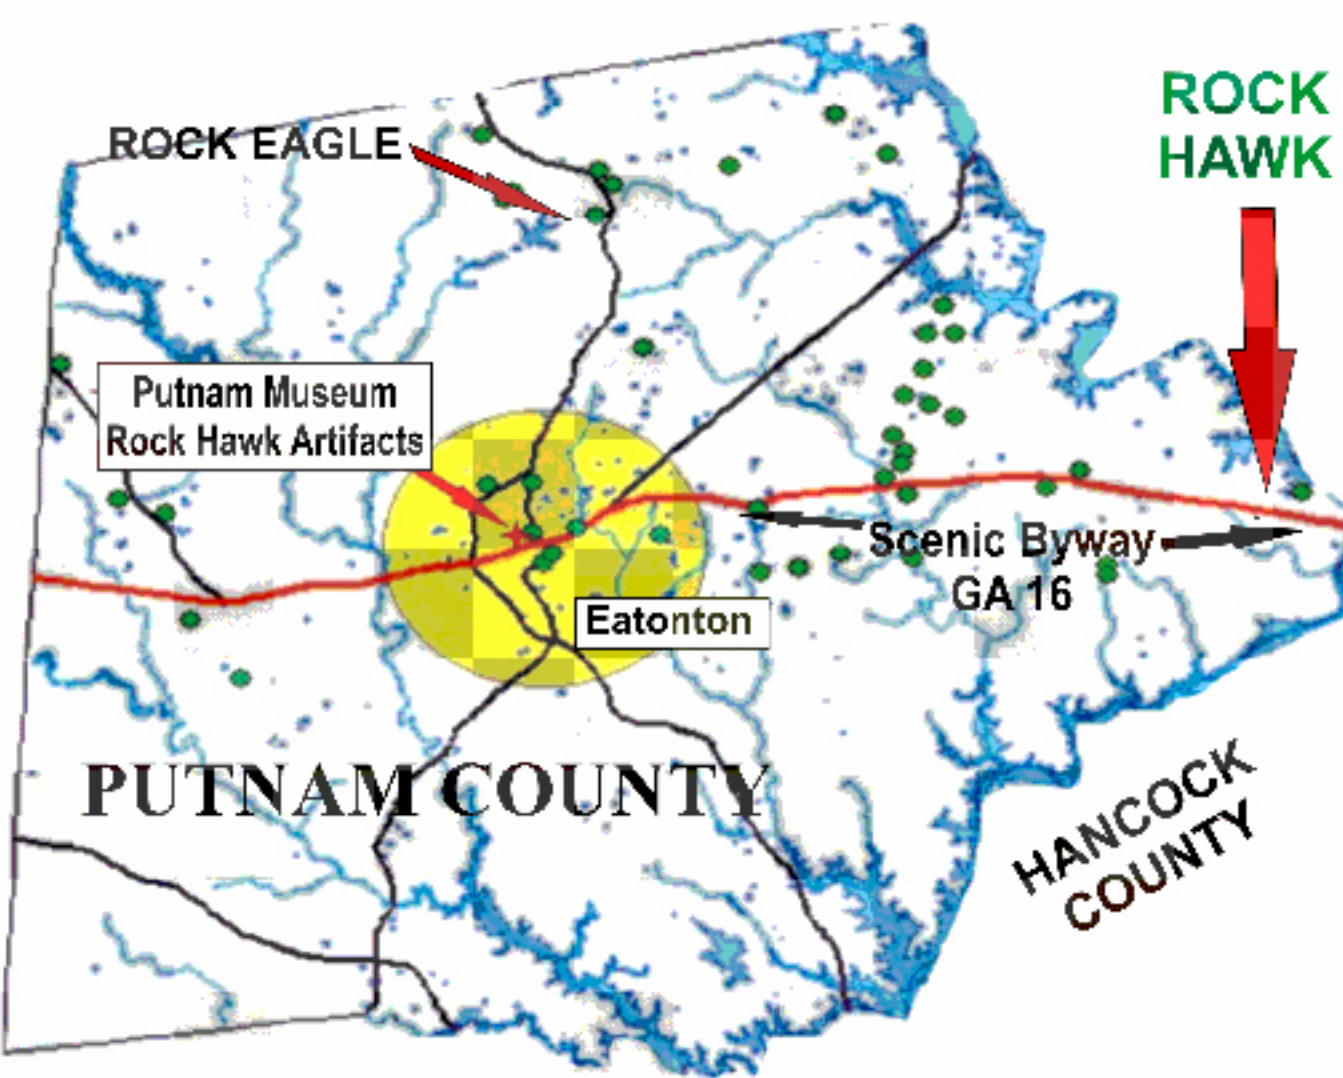 ROCK
HAWK
ROCK EAGLE
Putnam Museum
Rock Hawk Artifacts
Scenic Byway
GA 16
Eatonton
PUTNAM COUNTY
HANCOCK
COUNTY